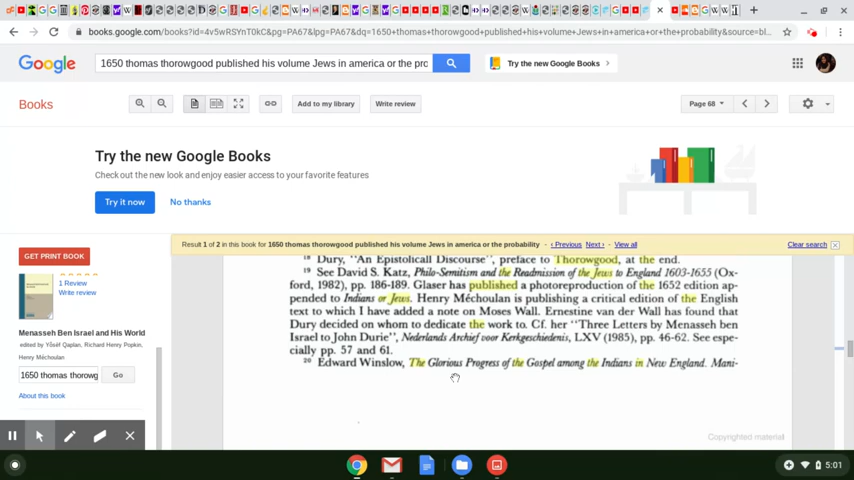 books.google.com/books?id=4v5wRSYnT0kC&pg=PA67&lpg=PA67&dq=1650+thomas+thorowgood+published+his+volume+Jews+in+america+or+the+probability&source=bl...
Google
1650 thomas thorowgood published his volume Jews in america or the prc
Try the new Google Books
Books
Add to my library
Write review
Page 68
Try the new Google Books
Check out the new look and enjoy easier access to your favorite features
Try it now
No thanks
Result 1 of 2 in this book for 1650 thomas thorowgood published his volume Jews in america or the probability - ‹ Previous Next › - View all
Clear search
GET PRINT BOOK
1 Review
Write review
Menasseh Ben Israel and His World
edited by Yôsēf Qaplan, Richard Henry Popkin,
Henry Méchoulan
1650 thomas thorowg
Go
About this book
18 Dury, "An Epistolicall Discourse", preface to Thorowgood, at the end.
19 See David S. Katz, Philo-Semitism and the Readmission of the Jews to England 1603-1655 (Ox-
ford, 1982), pp. 186-189. Glaser has published a photoreproduction of the 1652 edition ap-
pended to Indians or Jews. Henry Méchoulan is publishing a critical edition of the English
text to which I have added a note on Moses Wall. Ernestine van der Wall has found that
Dury decided on whom to dedicate the work to. Cf. her "Three Letters by Menasseh ben
Israel to John Durie", Nederlands Archief voor Kerkgeschiedenis, LXV (1985), pp. 46-62. See espe-
cially pp. 57 and 61.
20 Edward Winslow, The Glorious Progress of the Gospel among the Indians in New England. Mani-
Copyrighted material
5:01